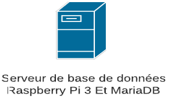 Serveur de base de données
Raspberry Pi 3 Et MariaDB